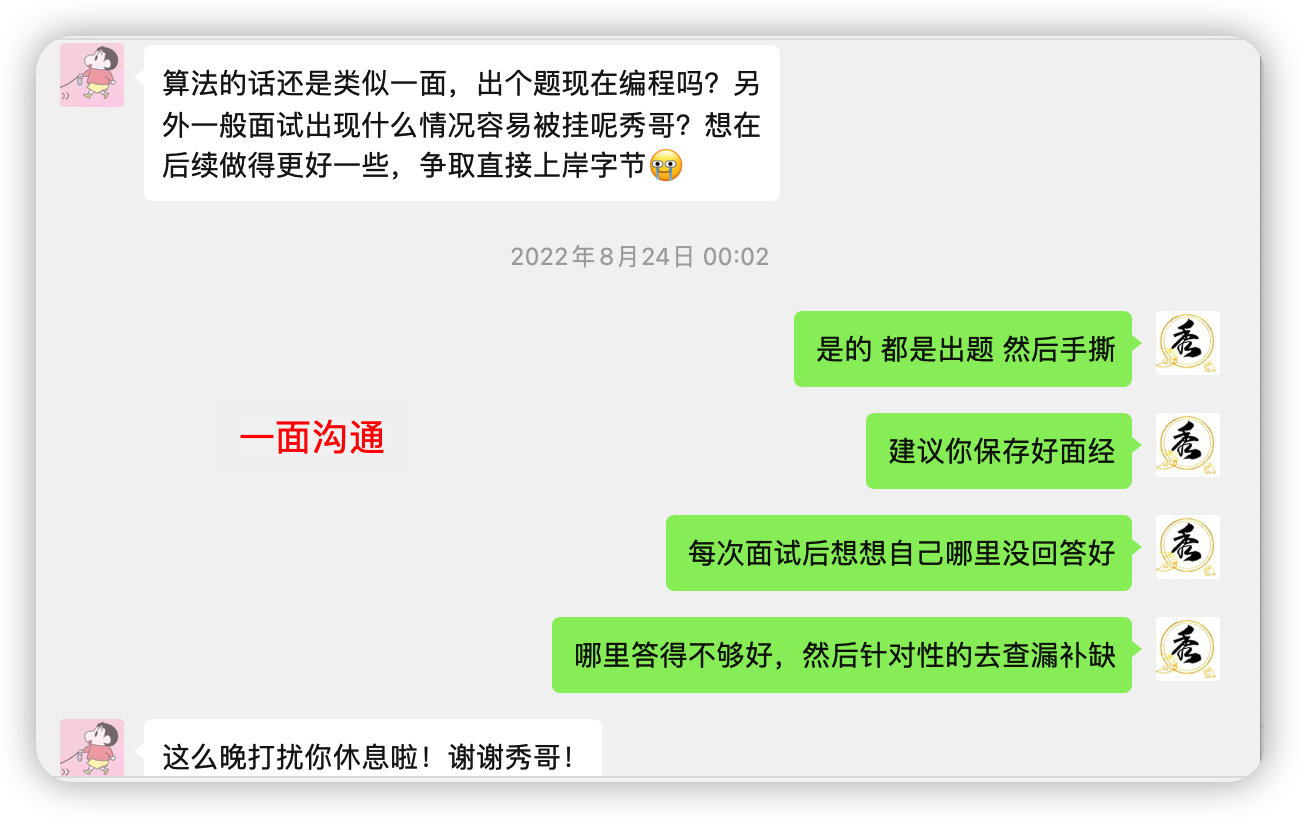 算法的话还是类似一面，出个题现在编程吗？另
外一般面试出现什么情况容易被挂呢秀哥？想在
后续做得更好一些，争取直接上岸字节😭
2022年8月24日 00:02
是的 都是出题 然后手撕
秀
一面沟通
建议你保存好面经
秀
每次面试后想想自己哪里没回答好
秀
哪里答得不够好，然后针对性的去查漏补缺
秀
这么晚打扰你休息啦！谢谢秀哥！